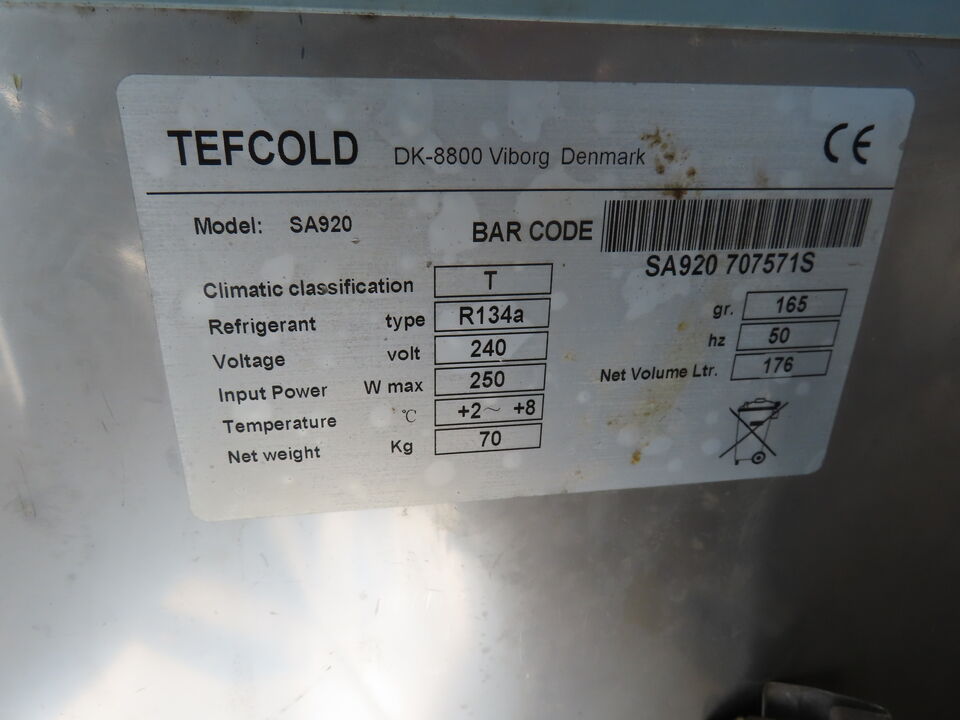 TEFCOLD DK-8800 Viborg Denmark CE
Model: SA920 BAR CODE
SA920 707571S
Climatic classification T
Refrigerant type R134a gr. 165
Voltage volt 240 hz 50
Input Power W max 250 Net Volume Ltr. 176
Temperature °C +2~ +8
Net weight Kg 70